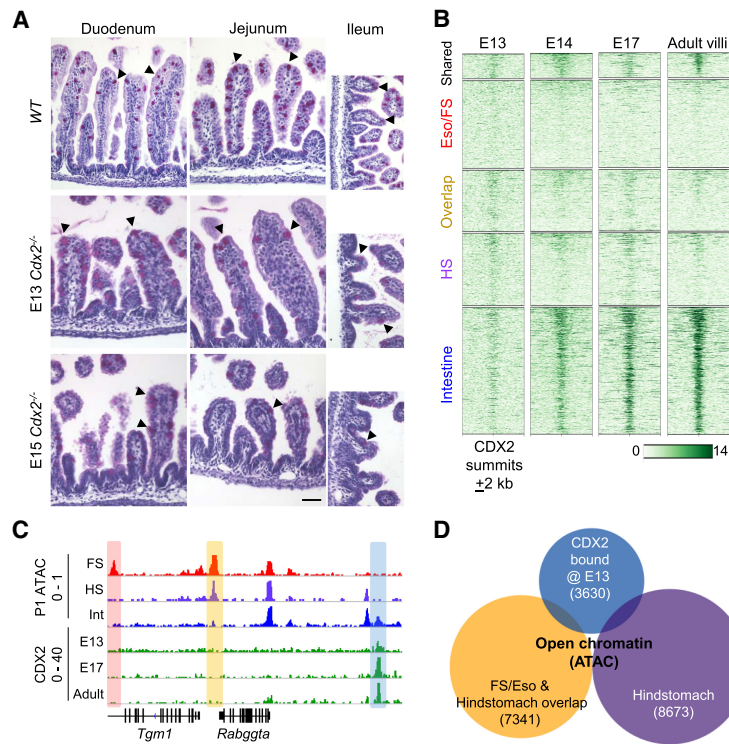 A
Duodenum Jejunum Ileum
WT
E13 Cdx2-/-
E15 Cdx2-/-
B
E13 E14 E17 Adult villi
Shared
Eso/FS
Overlap
HS
Intestine
CDX2
summits
±2 kb
0 14
C
P1 ATAC
0 - 1
FS
HS
Int
CDX2
0 - 40
E13
E17
Adult
Tgm1 Rabggta
D
CDX2
bound
@ E13
(3630)
Open chromatin
(ATAC)
FS/Eso &
Hindstomach overlap
(7341)
Hindstomach
(8673)